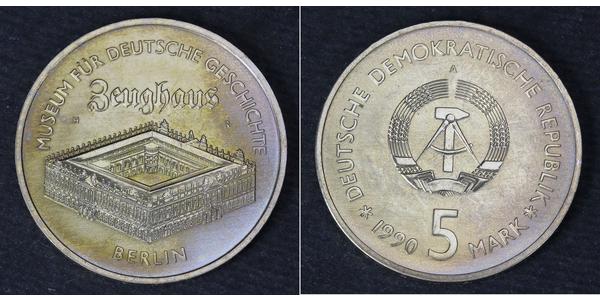 MUSEUM FÜR DEUTSCHE GESCHICHTE
Zeughaus
BERLIN
DEUTSCHE DEMOKRATISCHE REPUBLIK
A
* 1990 5 MARK *